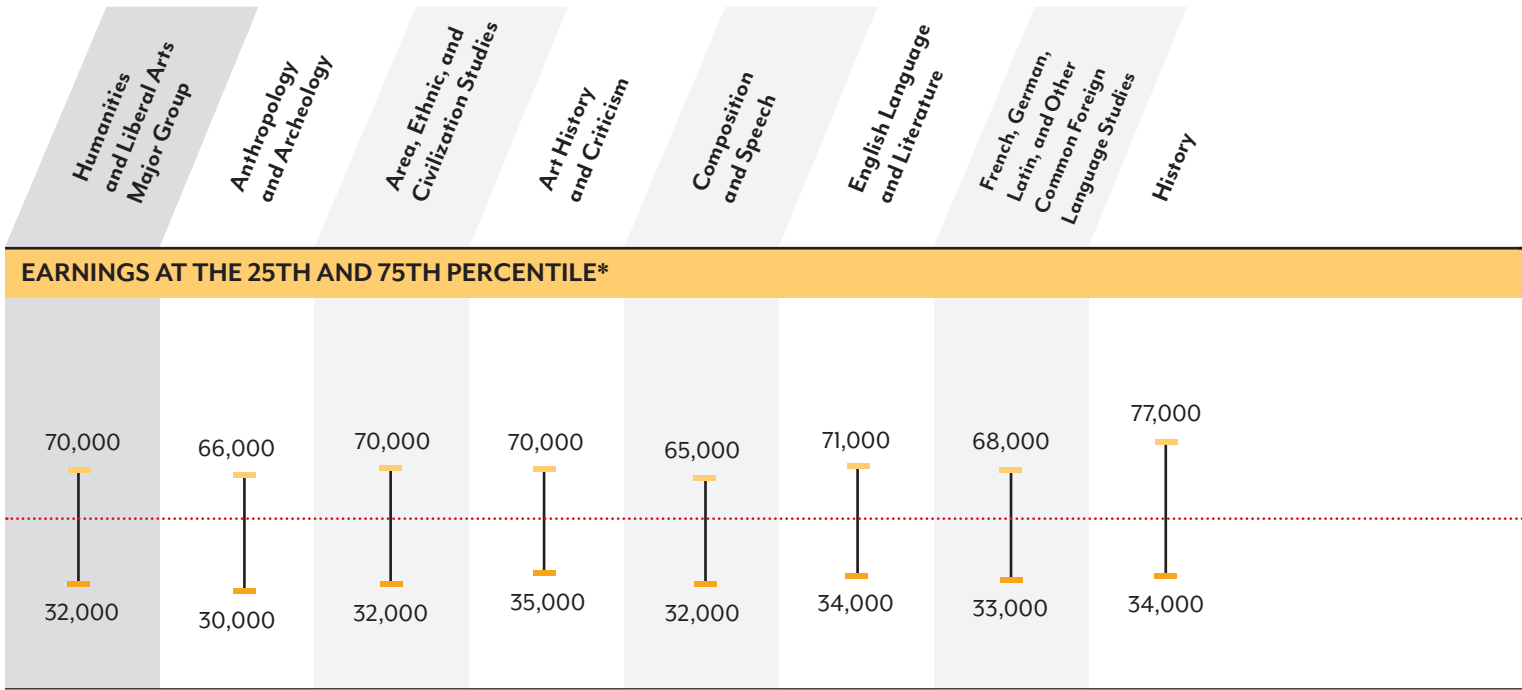 Humanities
and Liberal Arts
Major Group
Anthropology
and Archeology
Area, Ethnic, and
Civilization Studies
Art History
and Criticism
Composition
and Speech
English Language
and Literature
French, German,
Latin, and Other
Common Foreign
Language Studies
History
EARNINGS AT THE 25TH AND 75TH PERCENTILE*
70,000
66,000
70,000
70,000
65,000
71,000
68,000
77,000
32,000
30,000
32,000
35,000
32,000
34,000
33,000
34,000